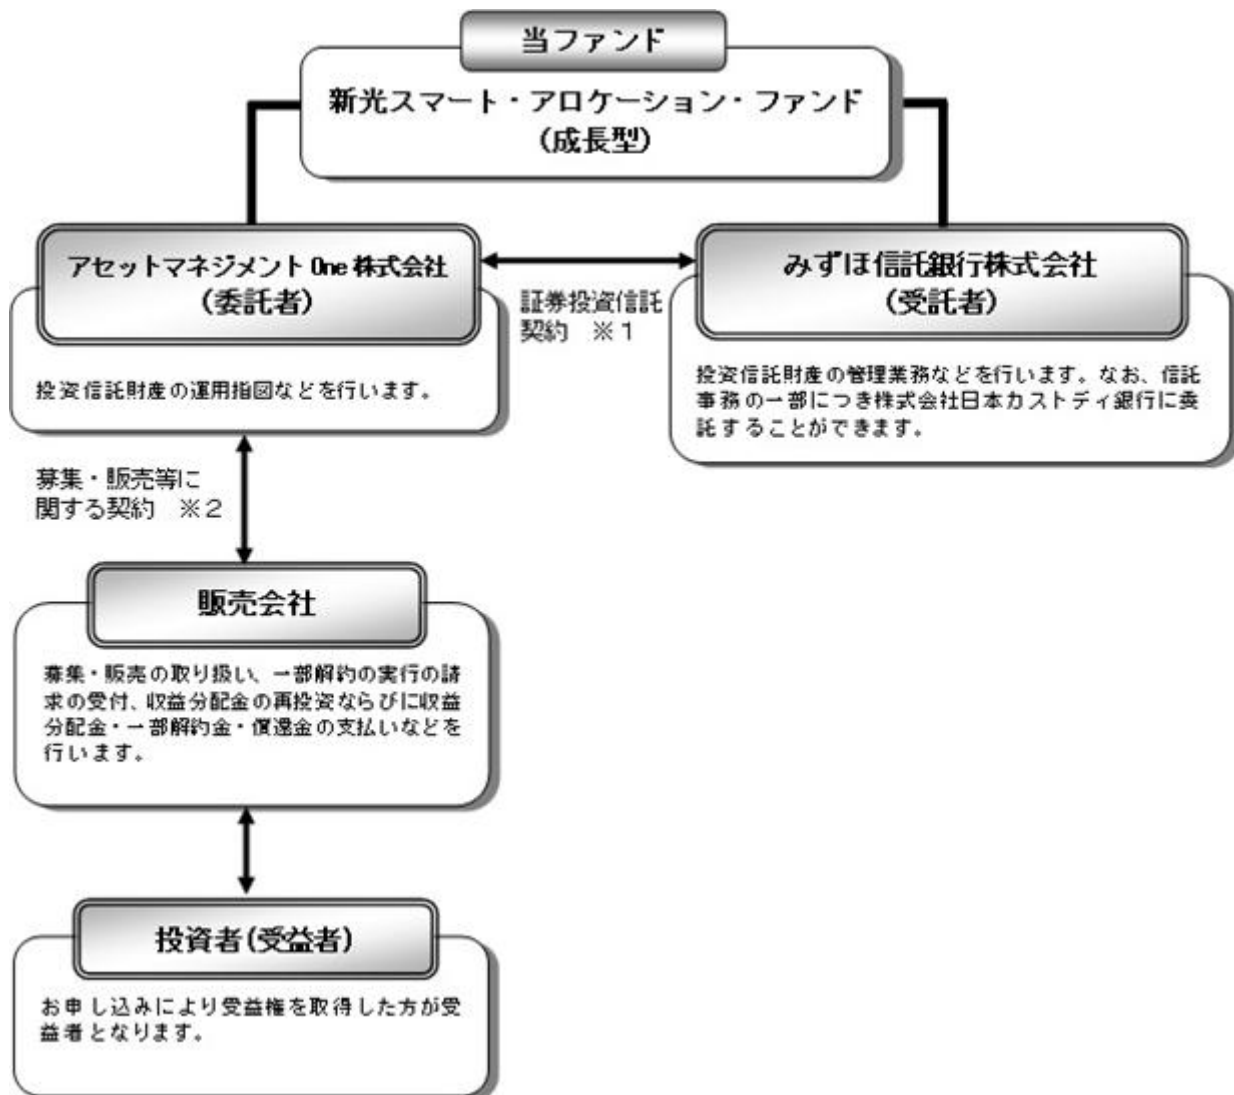 当ファンド
新光スマート・アロケーション・ファンド
(成長型)
アセットマネジメントOne株式会社
(委託者)
投資信託財産の運用指図などを行います。
証券投資信託
契約　※１
みずほ信託銀行株式会社
(受託者)
投資信託財産の管理業務などを行います。なお、信託
事務の一部につき株式会社日本カストディ銀行に委
託することができます。
募集・販売等に
関する契約　※２
販売会社
募集・販売の取り扱い、一部解約の実行の請
求の受付、収益分配金の再投資ならびに収益
分配金・一部解約金・償還金の支払いなどを
行います。
投資者(受益者)
お申し込みにより受益権を取得した方が受
益者となります。